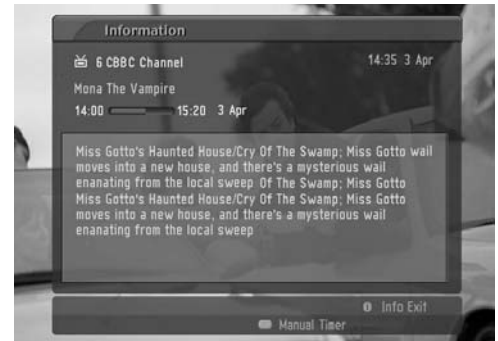 Information
6 CBBC Channel 14:35 3 Apr
Mona The Vampire
14:00 15:20 3 Apr
Miss Gotto's Haunted House/Cry Of The Swamp; Miss Gotto wail
moves into a new house, and there's a mysterious wail
enanating from the local sweep Of The Swamp; Miss Gotto
Miss Gotto's Haunted House/Cry Of The Swamp; Miss Gotto
moves into a new house, and there's a mysterious wail
enanating from the local sweep
i Info Exit
Manual Timer